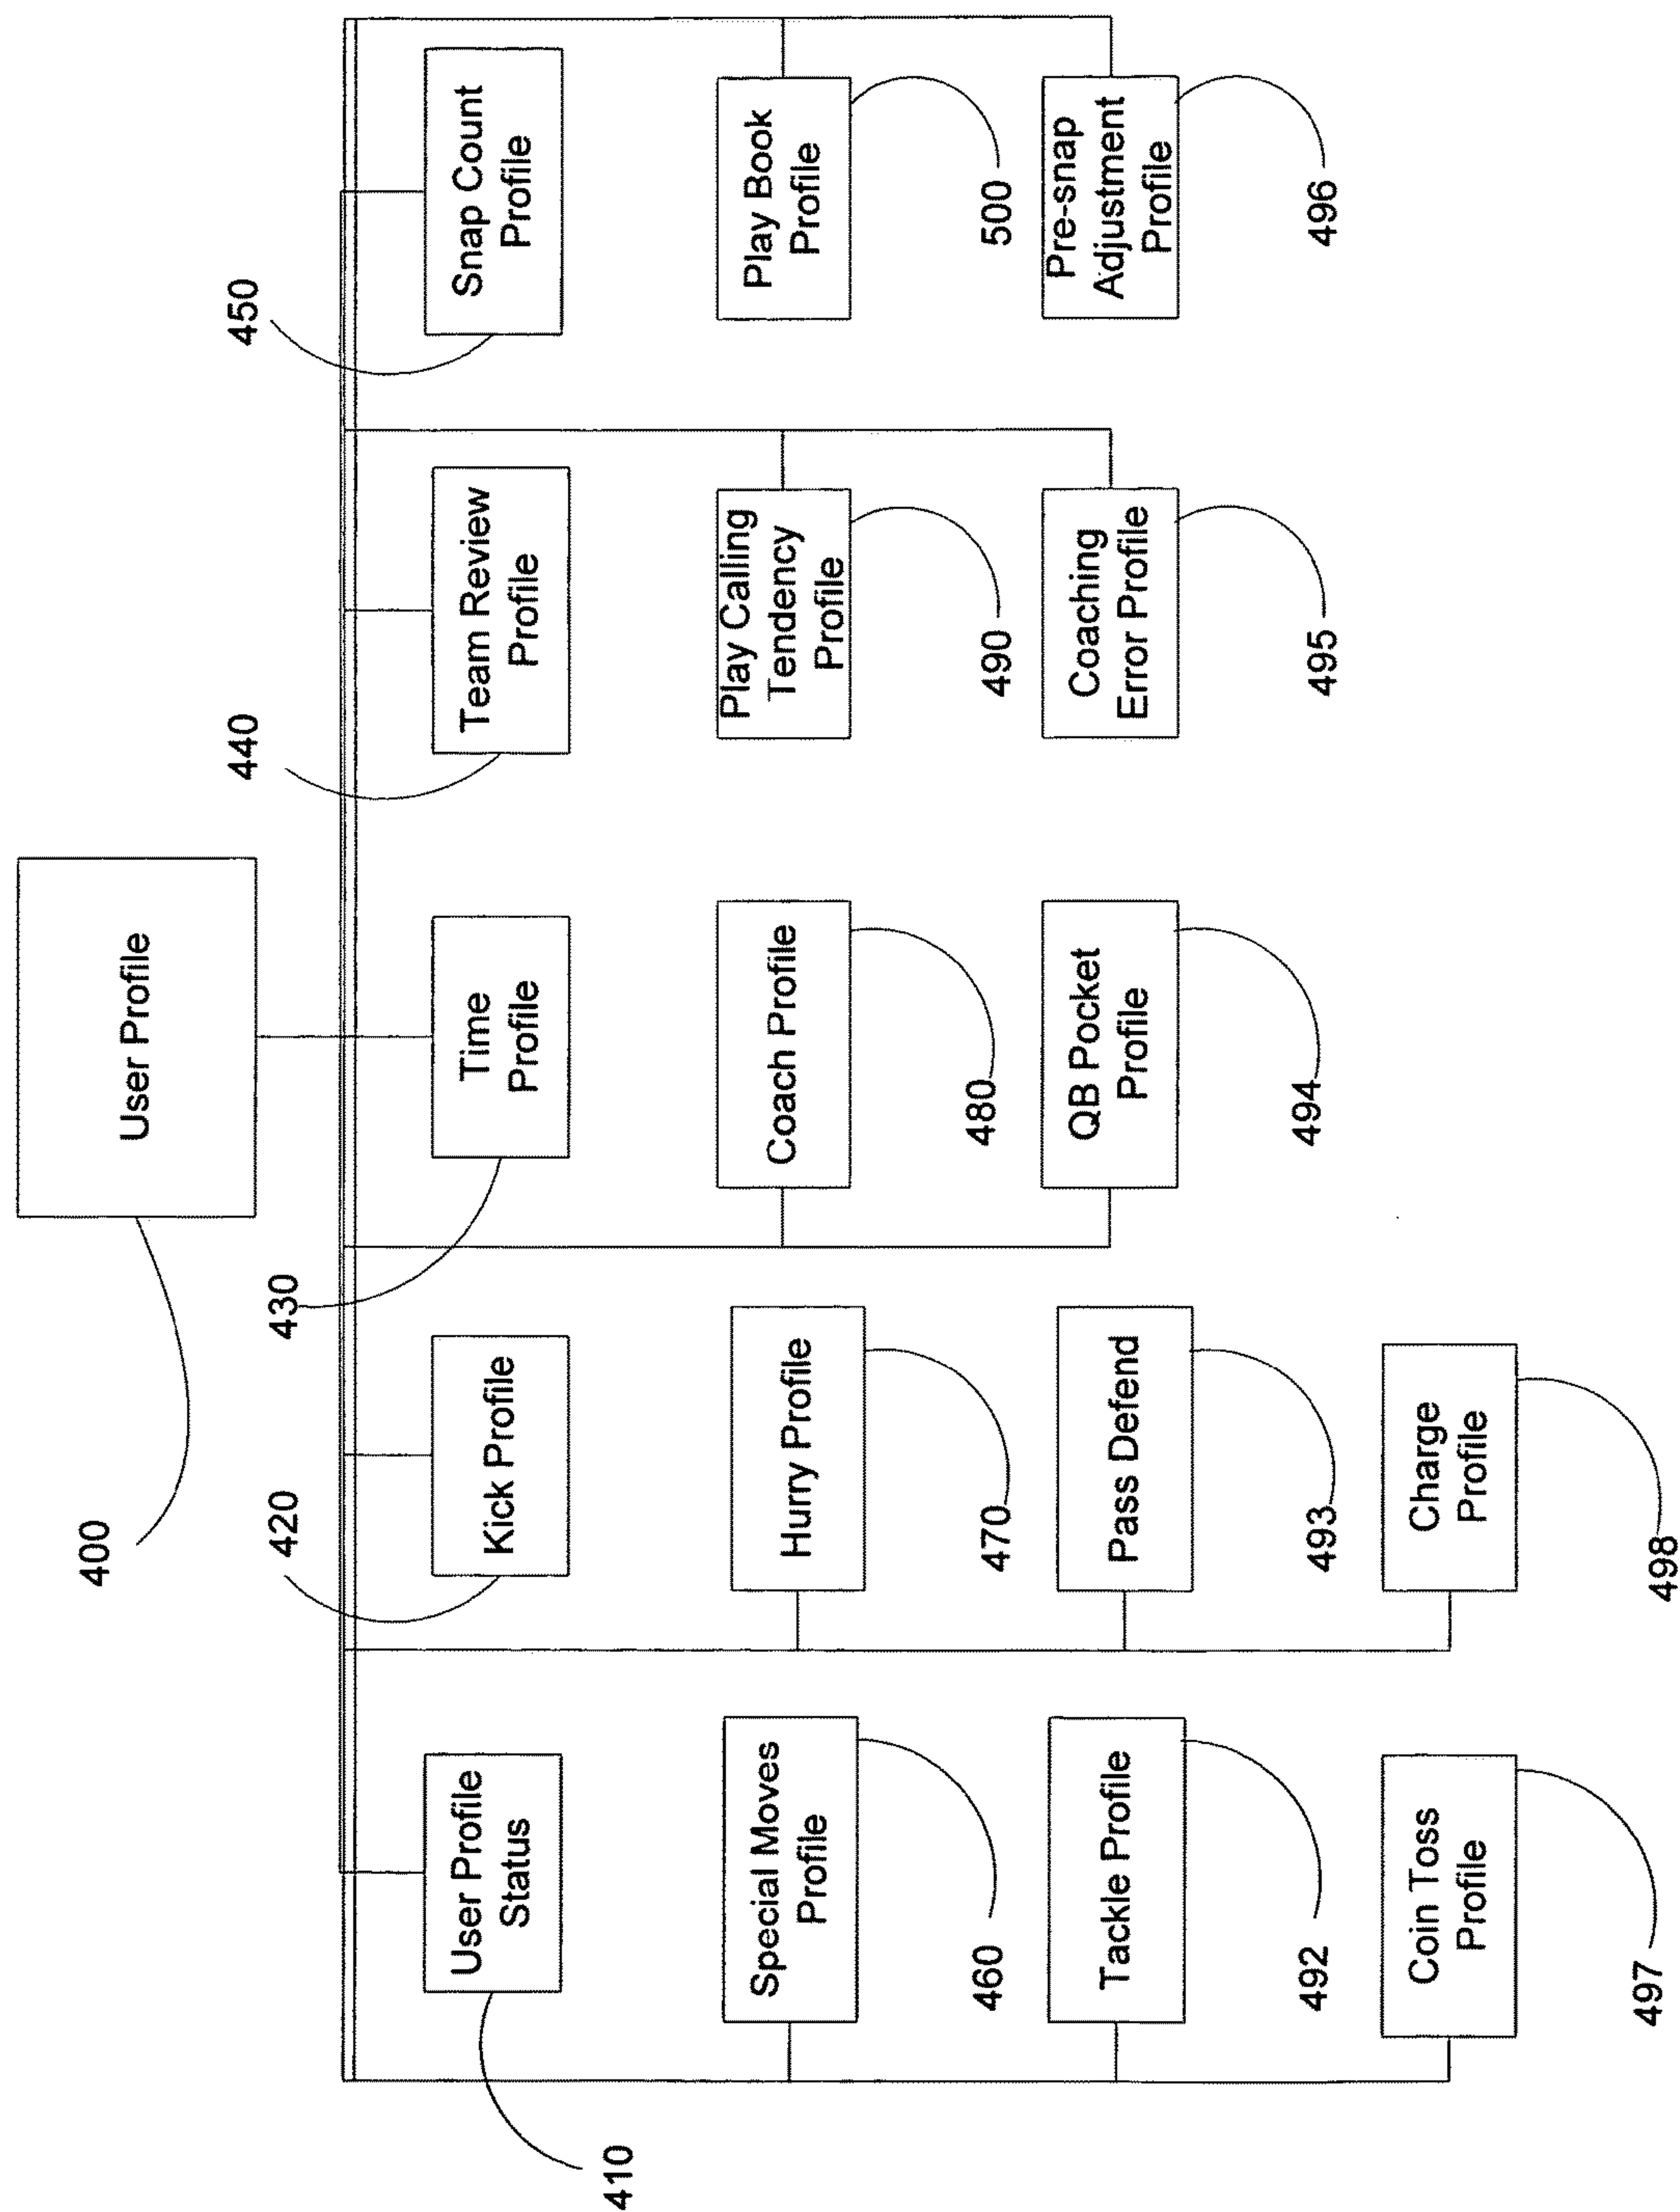 400
User Profile
410
User Profile
Status
420
Kick Profile
430
Time
Profile
440
Team Review
Profile
450
Snap Count
Profile
Special Moves
Profile
460
Hurry Profile
470
Coach Profile
480
Play Calling
Tendency
Profile
490
Play Book
Profile
500
Tackle Profile
492
Pass Defend
493
QB Pocket
Profile
494
Coaching
Error Profile
495
Pre-snap
Adjustment
Profile
496
Coin Toss
Profile
497
Charge
Profile
498